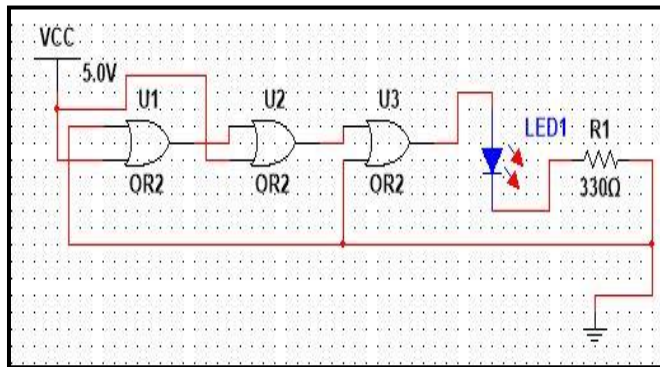 VCC
5.0V
U1
U2
U3
LED1
R1
OR2
OR2
OR2
330Ω